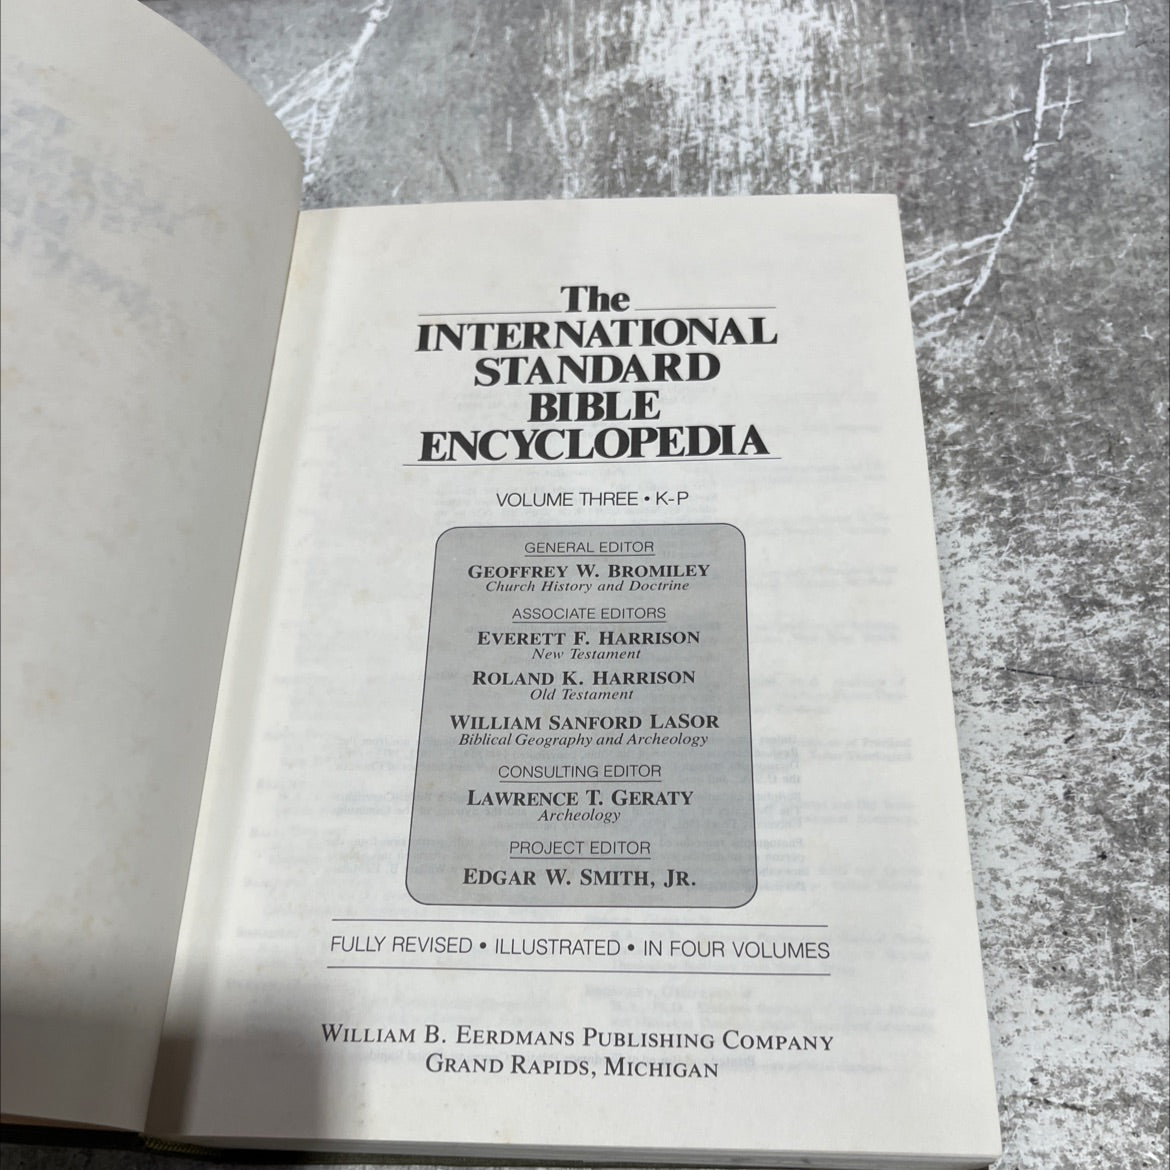 The
INTERNATIONAL
STANDARD
BIBLE
ENCYCLOPEDIA
VOLUME THREE • K-P
GENERAL EDITOR
GEOFFREY W. BROMILEY
Church History and Doctrine
ASSOCIATE EDITORS
EVERETT F. HARRISON
New Testament
ROLAND K. HARRISON
Old Testament
WILLIAM SANFORD LASOR
Biblical Geography and Archeology
CONSULTING EDITOR
LAWRENCE T. GERATY
Archeology
PROJECT EDITOR
EDGAR W. SMITH, JR.
FULLY REVISED • ILLUSTRATED • IN FOUR VOLUMES
WILLIAM B. EERDMANS PUBLISHING COMPANY
GRAND RAPIDS, MICHIGAN